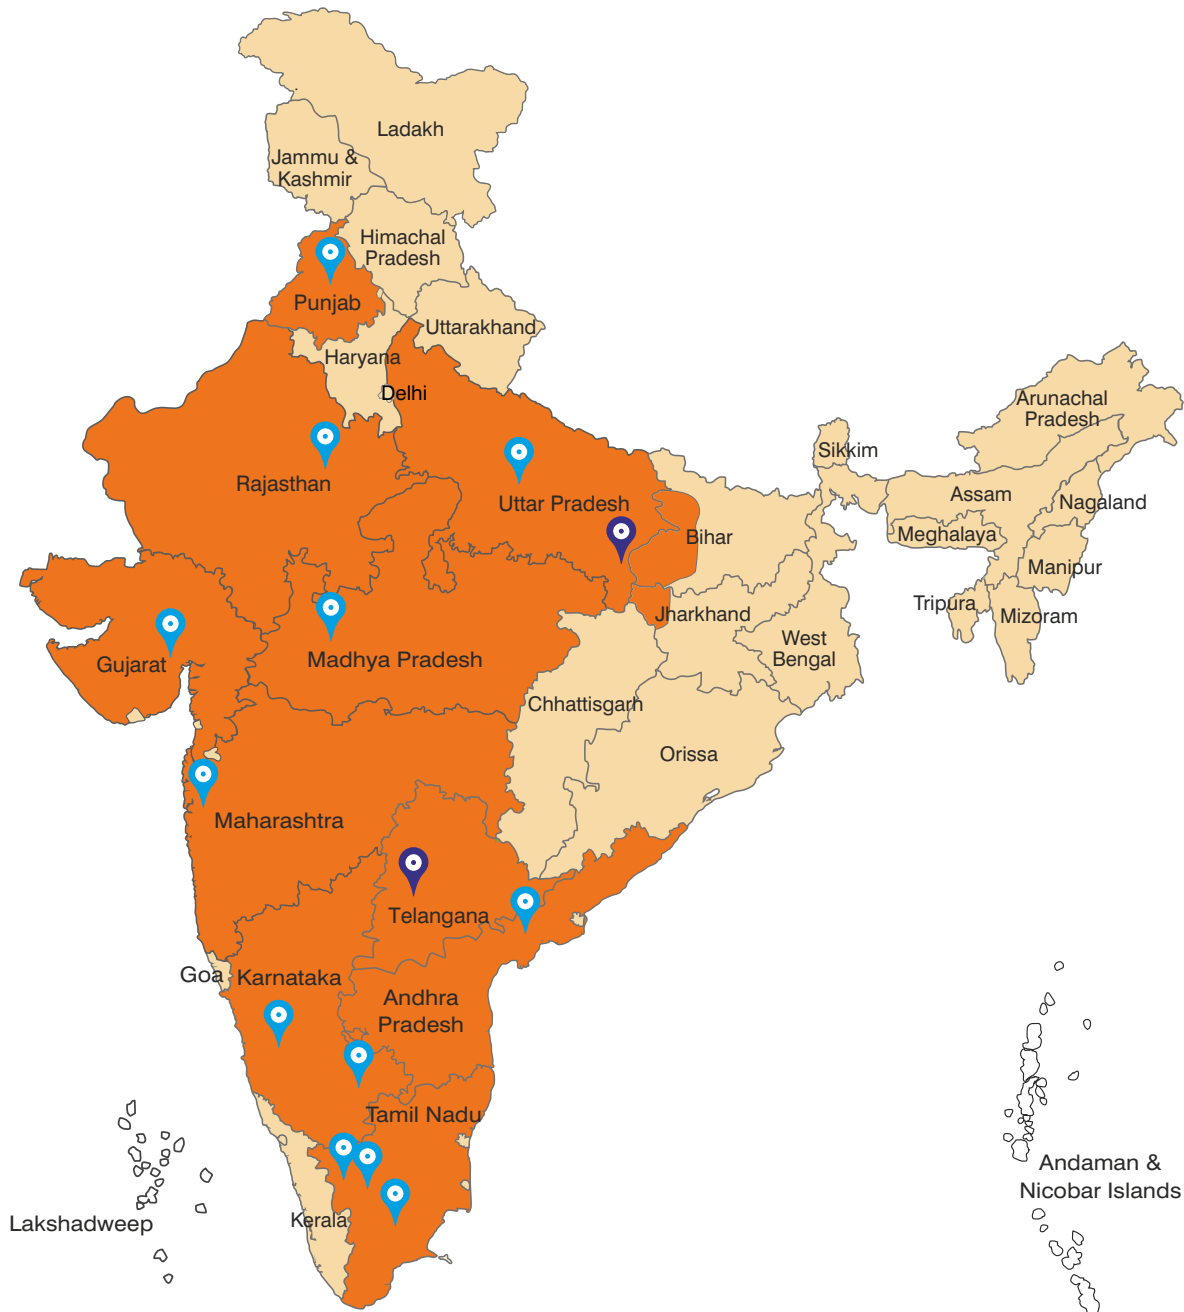 Ladakh
Jammu &
Kashmir
Himachal
Pradesh
Punjab
Uttarakhand
Haryana
Delhi
Arunachal
Pradesh
Sikkim
Rajasthan
Uttar Pradesh
Assam
Nagaland
Bihar
Meghalaya
Manipur
Tripura
Jharkhand
Mizoram
West
Bengal
Gujarat
Madhya Pradesh
Chhattisgarh
Orissa
Maharashtra
Telangana
Goa
Karnataka
Andhra
Pradesh
Tamil Nadu
Andaman &
Nicobar Islands
Kerala
Lakshadweep